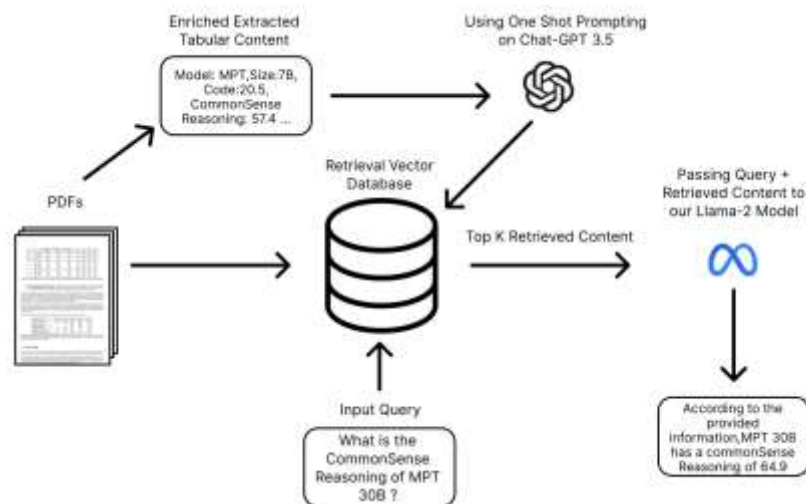 Enriched Extracted
Tabular Content
Model: MPT,Size:7B,
Code:20.5,
CommonSense
Reasoning: 57.4 ...
Using One Shot Prompting
on Chat-GPT 3.5
PDFs
Retrieval Vector
Database
Top K Retrieved Content
Passing Query +
Retrieved Content to
our Llama-2 Model
Input Query
What is the
CommonSense
Reasoning of MPT
30B ?
According to the
provided
information,MPT 30B
has a commonSense
Reasoning of 64.9